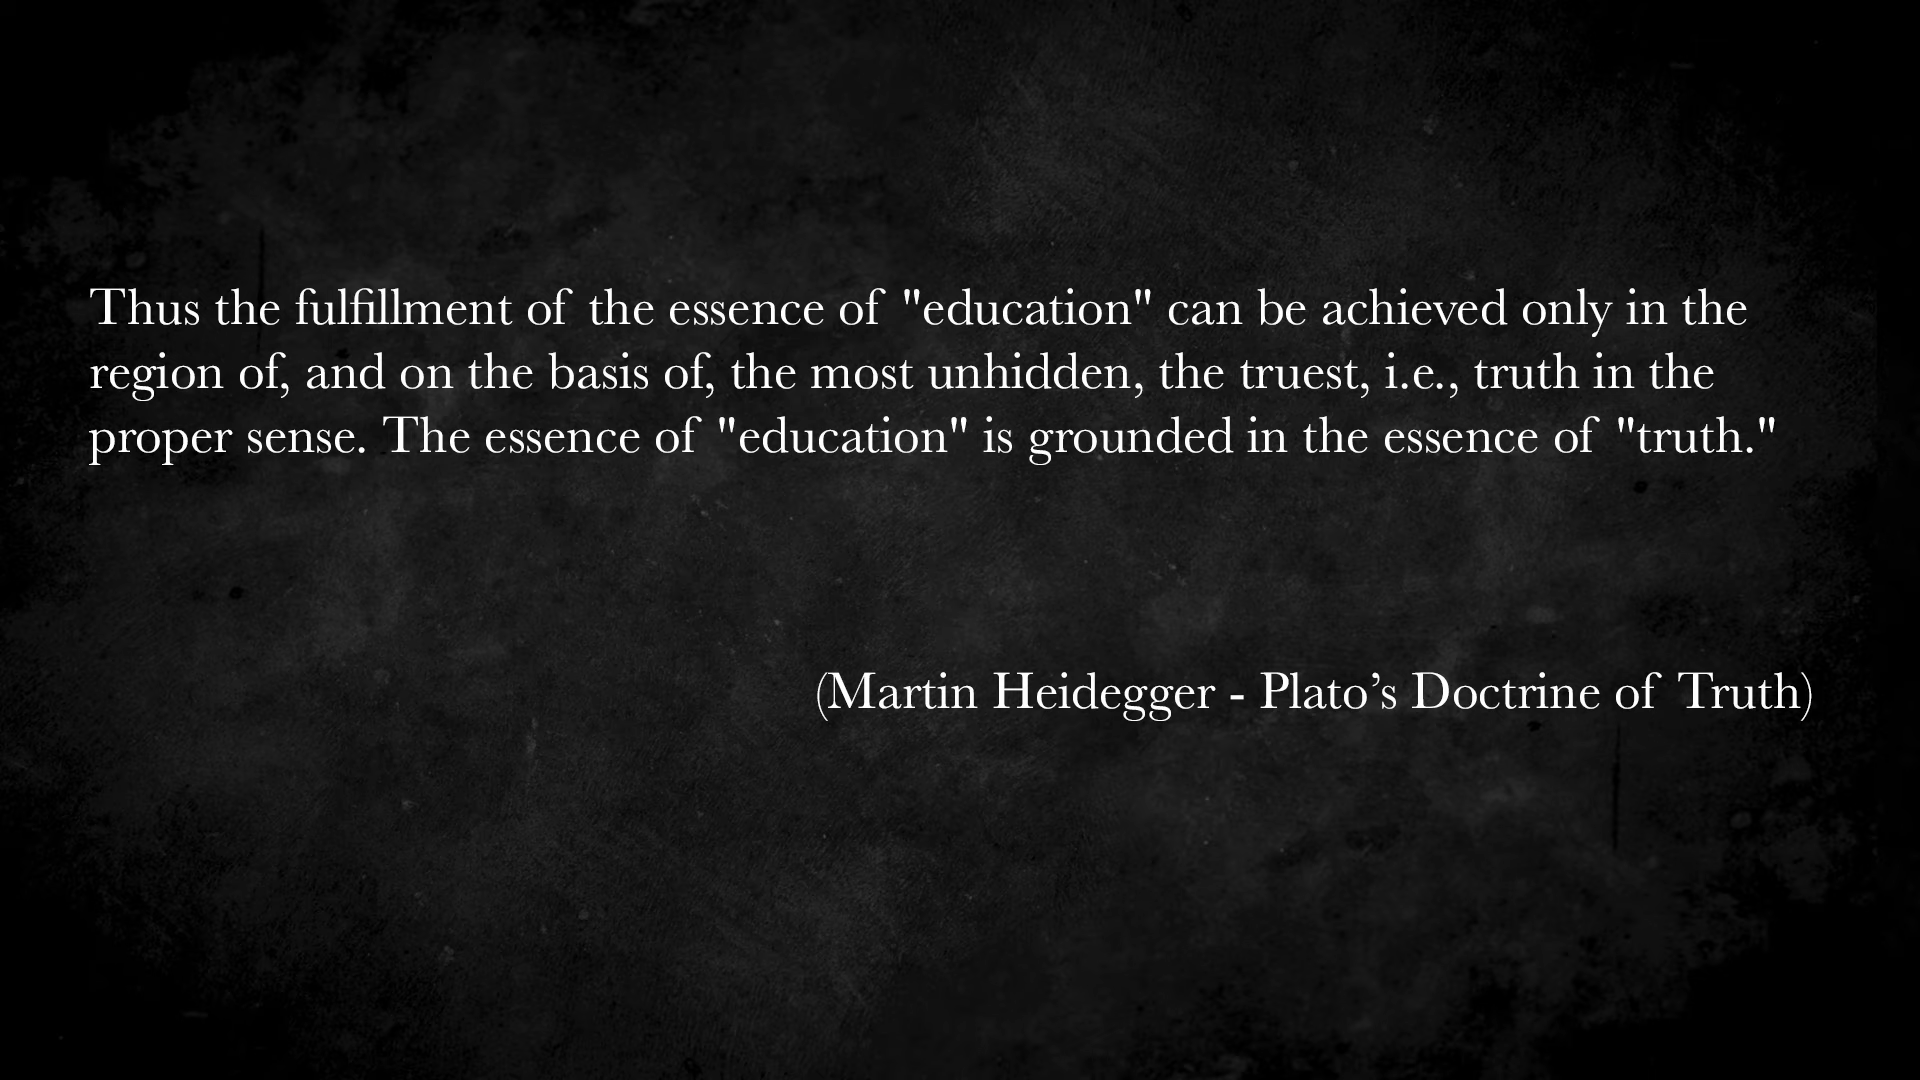 Thus the fulfillment of the essence of "education" can be achieved only in the
region of, and on the basis of, the most unhidden, the truest, i.e., truth in the
proper sense. The essence of "education" is grounded in the essence of "truth."
(Martin Heidegger - Plato’s Doctrine of Truth)